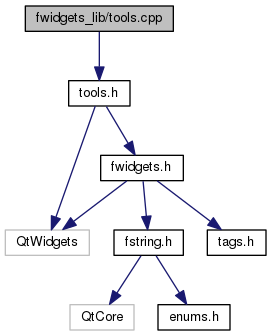 fwidgets_lib/tools.cpp
tools.h
fwidgets.h
QtWidgets
fstring.h
tags.h
QtCore
enums.h